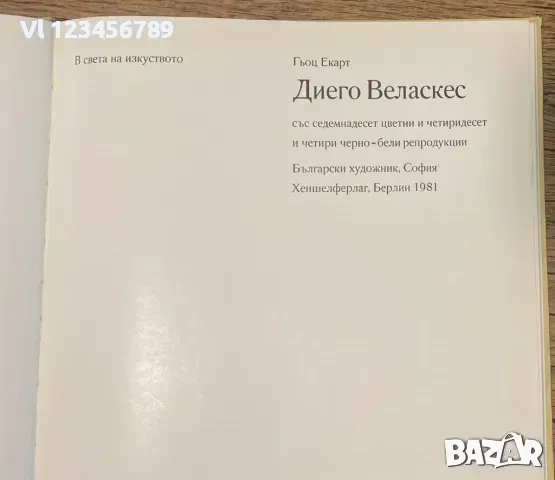 Vl 123456789
В света на изкуството
Гьоц Екарт
Диего Веласкес
със седемнадесет цветни и четиридесет
и четири черно-бели репродукции
Български художник, София
Хеншелферлаг, Берлин 1981
BAZAR